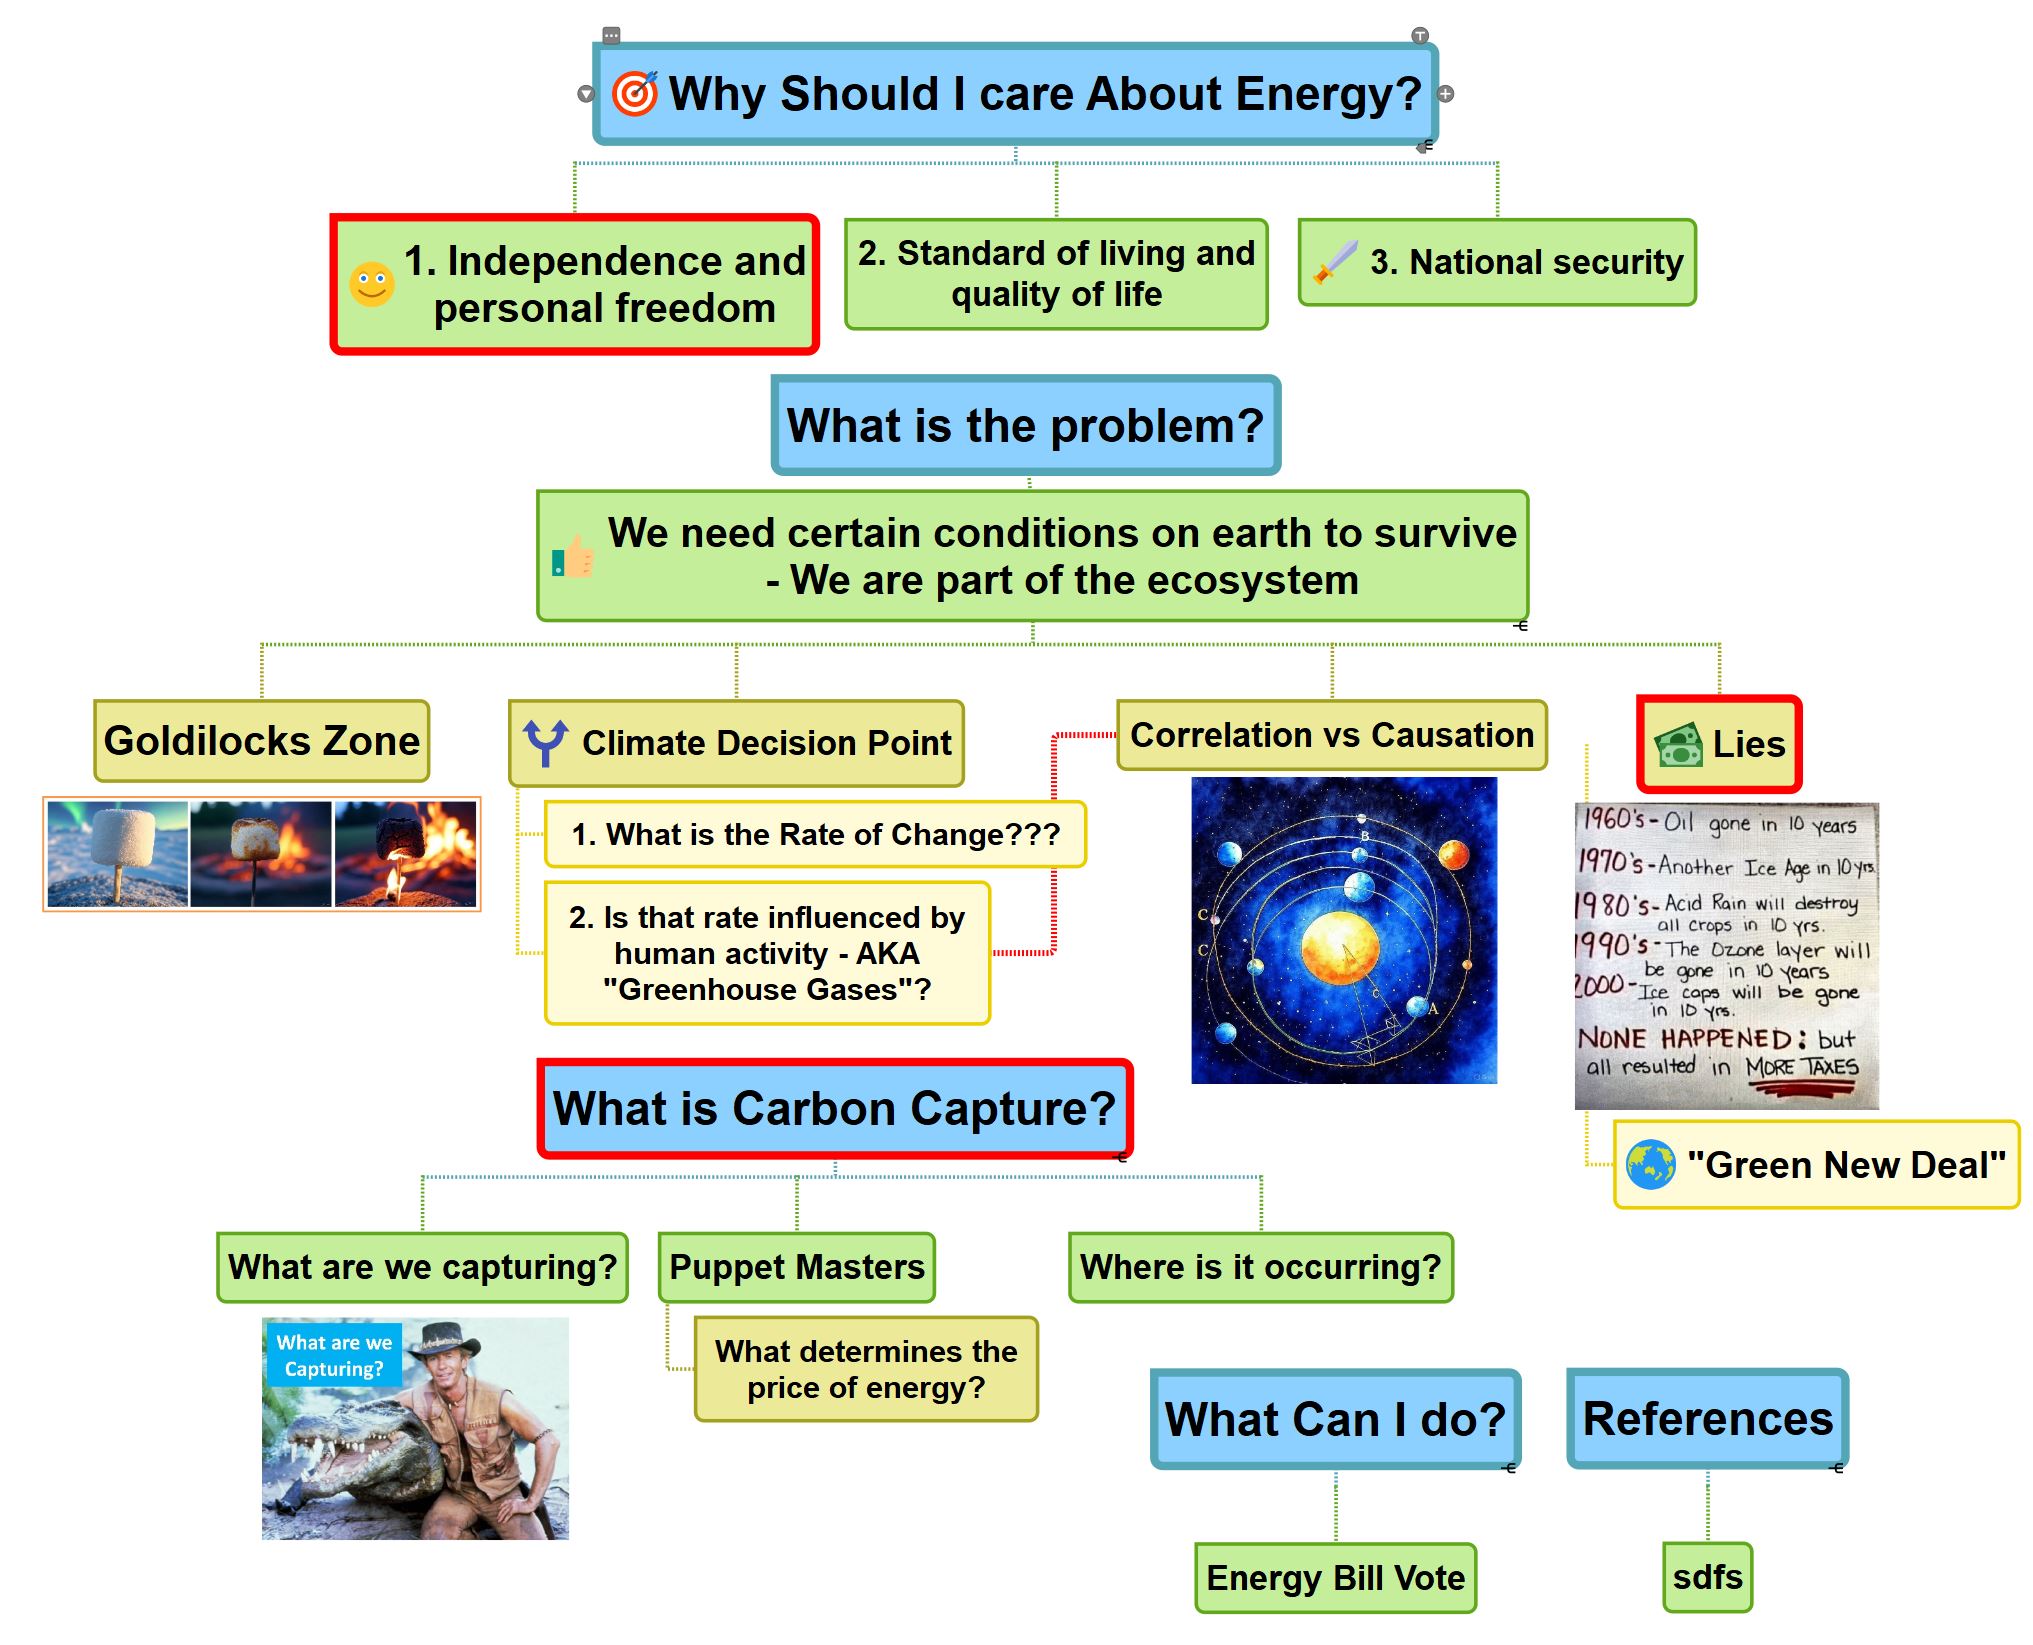 Why Should I care About Energy?
1. Independence and
personal freedom
2. Standard of living and
quality of life
3. National security
What is the problem?
We need certain conditions on earth to survive
- We are part of the ecosystem
Goldilocks Zone
Climate Decision Point
1. What is the Rate of Change???
2. Is that rate influenced by
human activity - AKA
"Greenhouse Gases"?
Correlation vs Causation
B
C
C
C
A
Lies
1960's - Oil gone in 10 years
1970's - Another Ice Age in 10 yrs.
1980's - Acid Rain will destroy
all crops in 10 yrs.
1990's - The Ozone layer will
be gone in 10 years
2000 - Ice caps will be gone
in 10 yrs.
NONE HAPPENED: but
all resulted in MORE TAXES
"Green New Deal"
What is Carbon Capture?
What are we capturing?
What are we
Capturing?
Puppet Masters
What determines the
price of energy?
Where is it occurring?
What Can I do?
Energy Bill Vote
References
sdfs